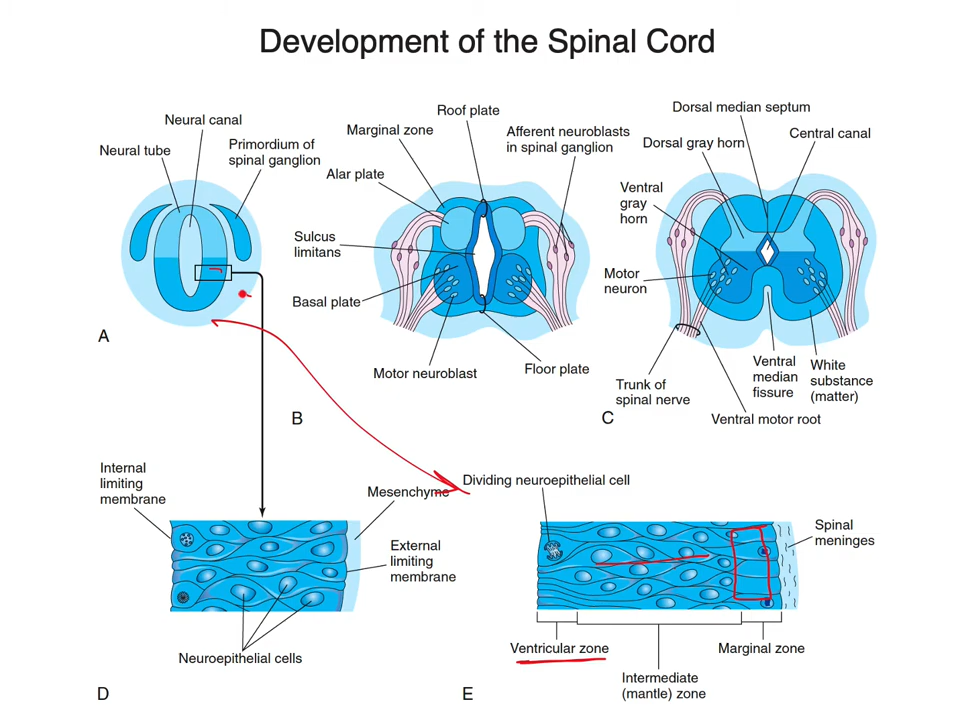 Development of the Spinal Cord
Neural canal
Neural tube
Primordium of
spinal ganglion
A
Roof plate
Marginal zone
Afferent neuroblasts
in spinal ganglion
Alar plate
Sulcus
limitans
Basal plate
Motor neuroblast
Floor plate
B
Dorsal median septum
Dorsal gray horn
Central canal
Ventral
gray
horn
Motor
neuron
Trunk of
spinal nerve
Ventral
median
fissure
White
substance
(matter)
Ventral motor root
C
Internal
limiting
membrane
Mesenchyme
External
limiting
membrane
Neuroepithelial cells
D
Dividing neuroepithelial cell
Spinal
meninges
Ventricular zone
Marginal zone
Intermediate
(mantle) zone
E